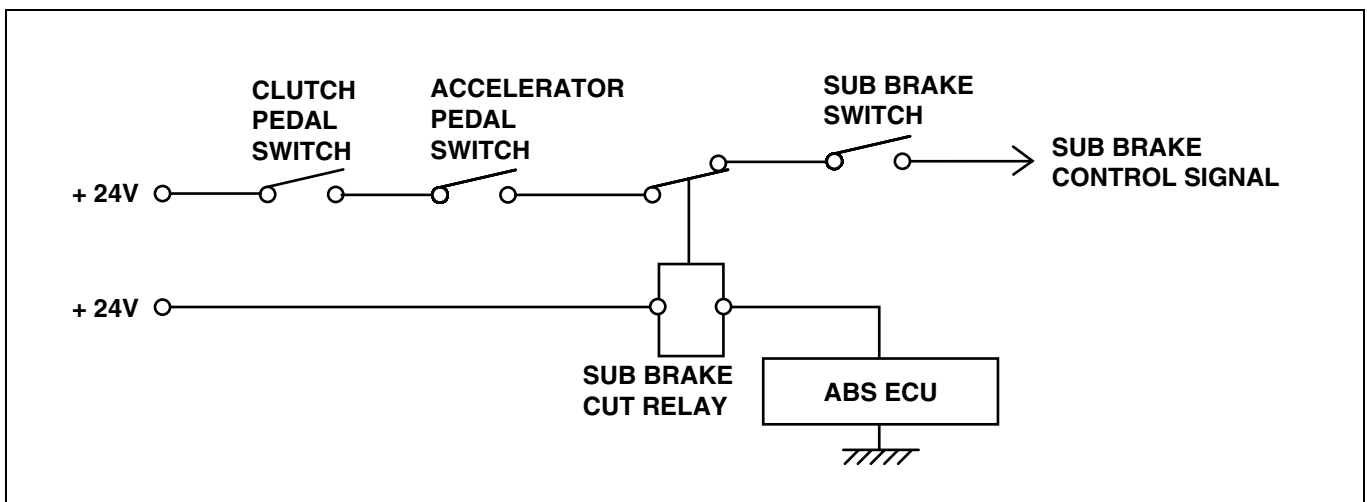 CLUTCH
PEDAL
SWITCH
ACCELERATOR
PEDAL
SWITCH
SUB BRAKE
SWITCH
SUB BRAKE
CONTROL SIGNAL
+ 24V
+ 24V
SUB BRAKE
CUT RELAY
ABS ECU